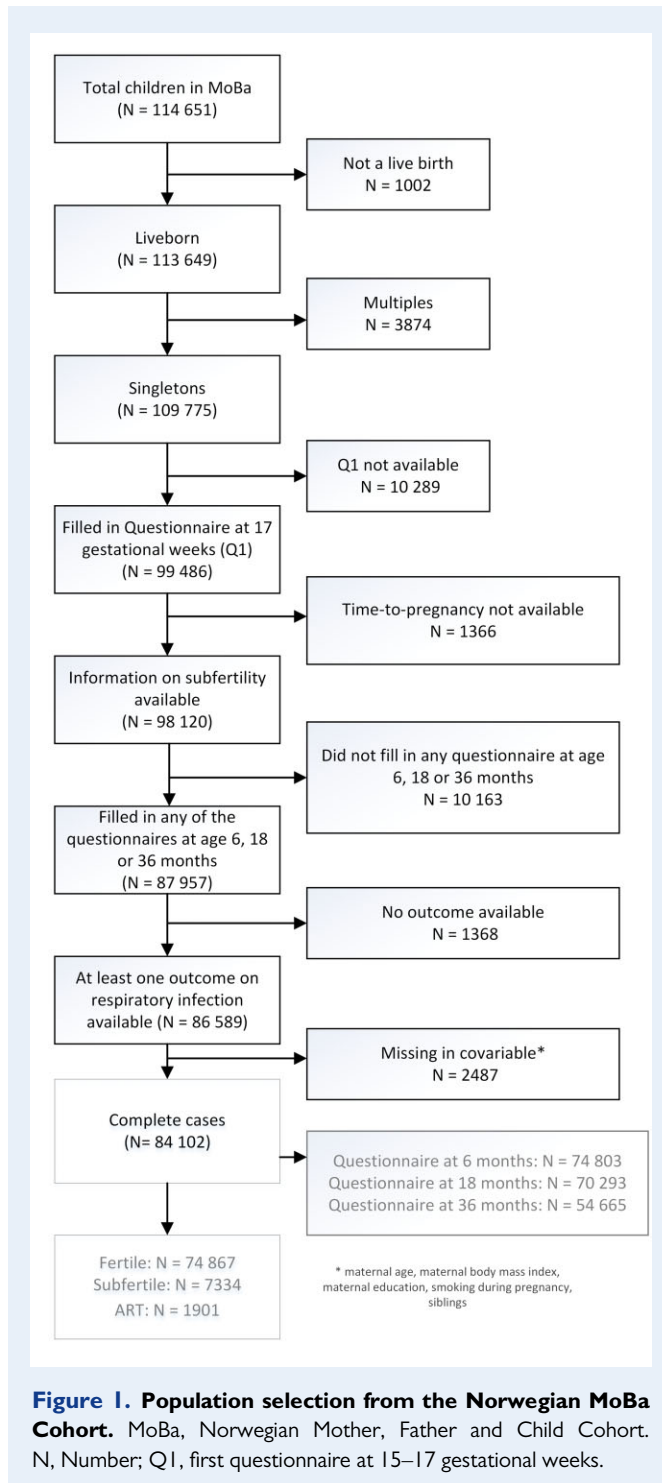 Total children in MoBa
(N = 114 651)
Not a live birth
N = 1002
Liveborn
(N = 113 649)
Multiples
N = 3874
Singletons
(N = 109 775)
Q1 not available
N = 10 289
Filled in Questionnaire at 17
gestational weeks (Q1)
(N = 99 486)
Time-to-pregnancy not available
N = 1366
Information on subfertility
available
(N = 98 120)
Did not fill in any questionnaire at age
6, 18 or 36 months
N = 10 163
Filled in any of the
questionnaires at age 6, 18
or 36 months
(N = 87 957)
No outcome available
N = 1368
At least one outcome on
respiratory infection
available (N = 86 589)
Missing in covariable*
N = 2487
Complete cases
(N= 84 102)
Questionnaire at 6 months: N = 74 803
Questionnaire at 18 months: N = 70 293
Questionnaire at 36 months: N = 54 665
Fertile: N = 74 867
Subfertile: N = 7334
ART: N = 1901
* maternal age, maternal body mass index,
maternal education, smoking during pregnancy,
siblings
Figure 1. Population selection from the Norwegian MoBa
Cohort. MoBa, Norwegian Mother, Father and Child Cohort.
N, Number; Q1, first questionnaire at 15–17 gestational weeks.